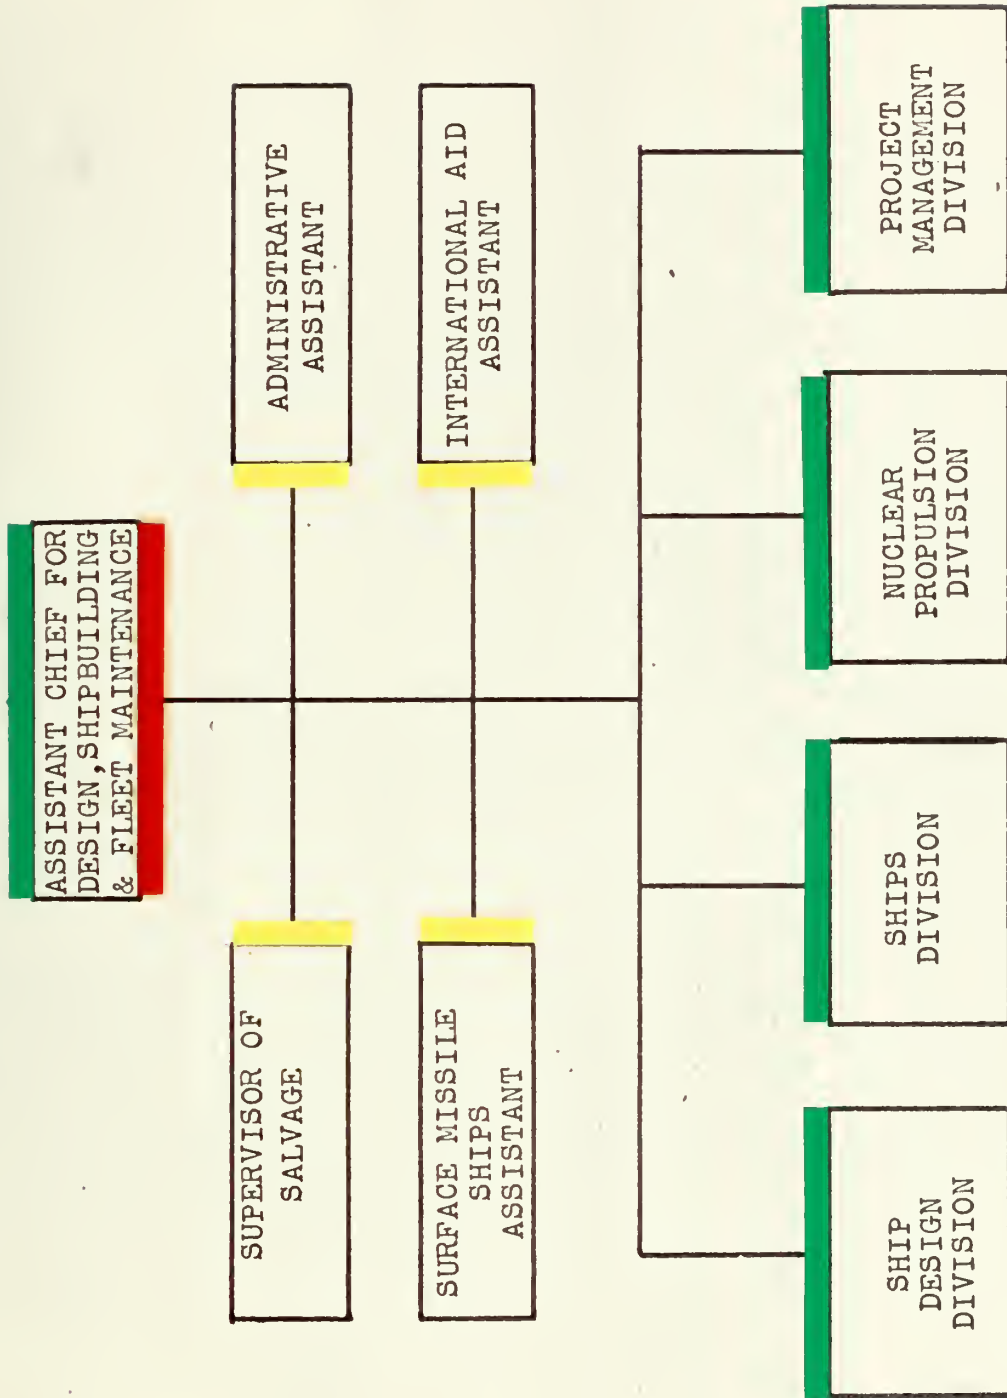 ASSISTANT CHIEF FOR
DESIGN,SHIPBUILDING
& FLEET MAINTENANCE
SUPERVISOR OF
SALVAGE
ADMINISTRATIVE
ASSISTANT
SURFACE MISSILE
SHIPS
ASSISTANT
INTERNATIONAL AID
ASSISTANT
SHIP
DESIGN
DIVISION
SHIPS
DIVISION
NUCLEAR
PROPULSION
DIVISION
PROJECT
MANAGEMENT
DIVISION